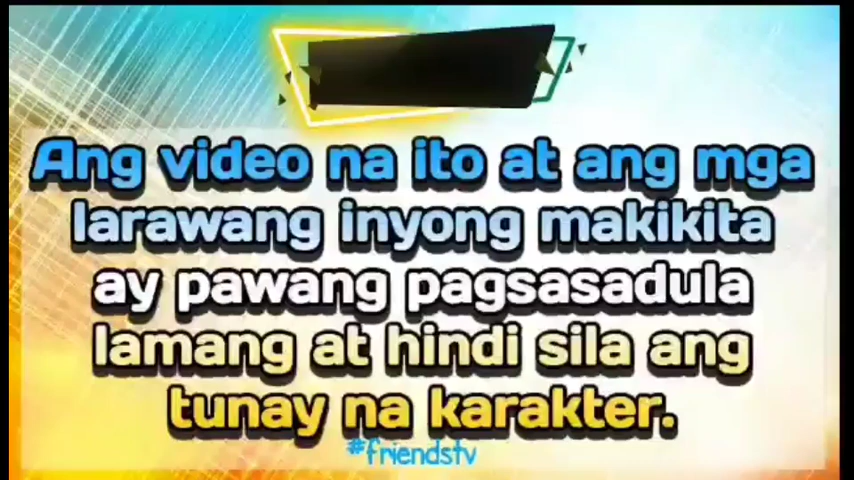 Ang video na ito at ang mga
larawang inyong makikita
ay pawang pagsasadula
lamang at hindi sila ang
tunay na karakter.
#friendstv